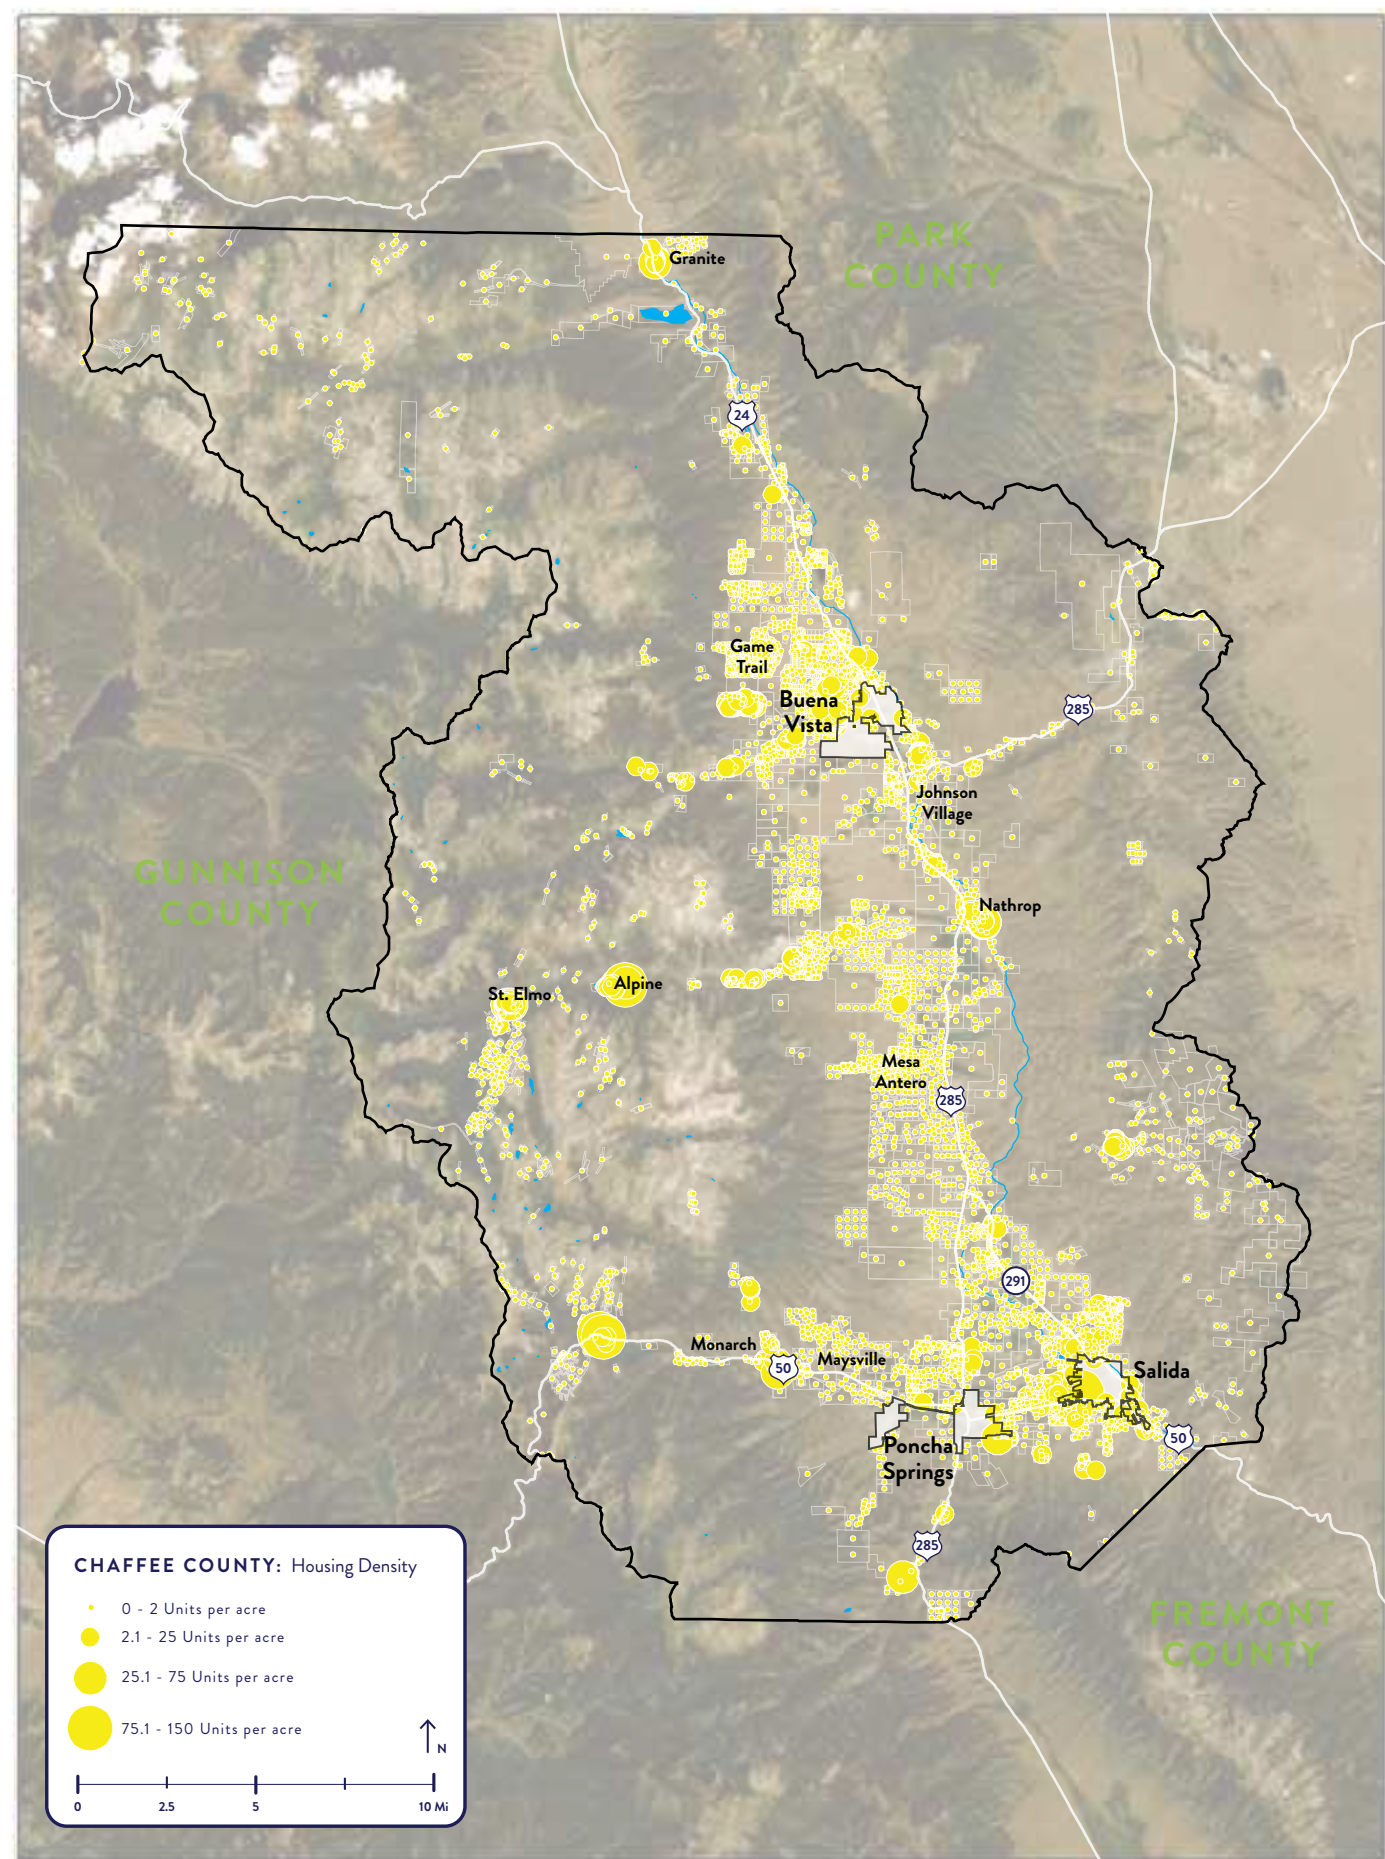 PARK
COUNTY
Granite
24
Game
Trail
Buena
Vista
285
Johnson
Village
GUNNISON
COUNTY
Nathrop
Alpine
St. Elmo
Mesa
Antero
285
291
Monarch
50
Maysville
Salida
50
Poncha
Springs
285
FREMONT
COUNTY
CHAFFEE COUNTY: Housing Density
0 - 2 Units per acre
2.1 - 25 Units per acre
25.1 - 75 Units per acre
75.1 - 150 Units per acre
N
0 2.5 5 10 Mi